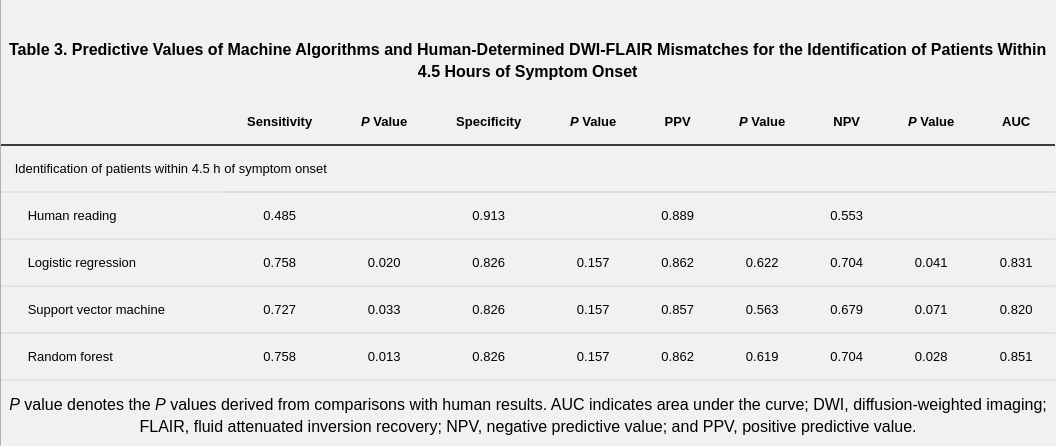 Table 3. Predictive Values of Machine Algorithms and Human-Determined DWI-FLAIR Mismatches for the Identification of Patients Within
4.5 Hours of Symptom Onset
Sensitivity P Value Specificity P Value PPV P Value NPV P Value AUC
Identification of patients within 4.5 h of symptom onset
Human reading 0.485 0.913 0.889 0.553
Logistic regression 0.758 0.020 0.826 0.157 0.862 0.622 0.704 0.041 0.831
Support vector machine 0.727 0.033 0.826 0.157 0.857 0.563 0.679 0.071 0.820
Random forest 0.758 0.013 0.826 0.157 0.862 0.619 0.704 0.028 0.851
P value denotes the P values derived from comparisons with human results. AUC indicates area under the curve; DWI, diffusion-weighted imaging;
FLAIR, fluid attenuated inversion recovery; NPV, negative predictive value; and PPV, positive predictive value.